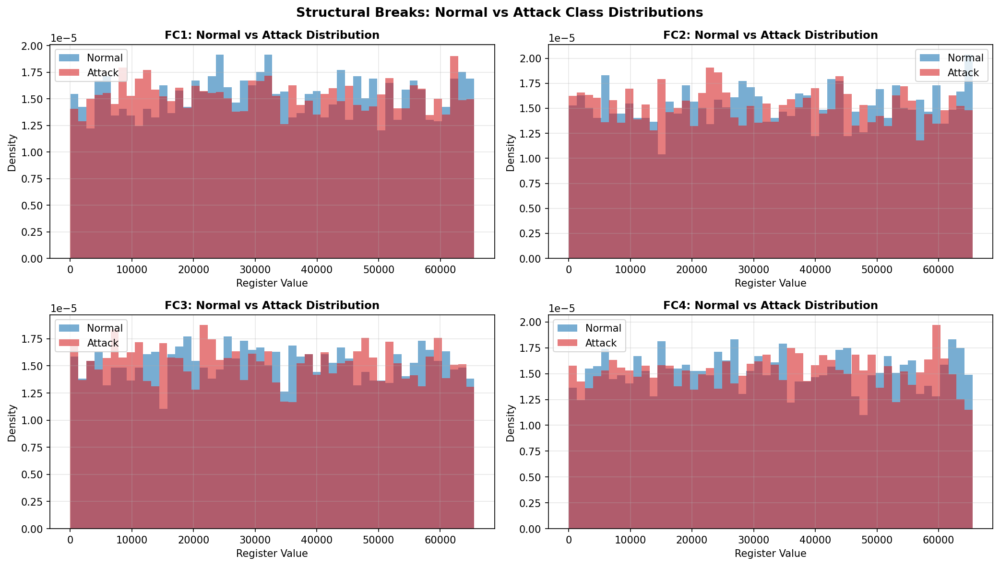 Structural Breaks: Normal vs Attack Class Distributions
FC1: Normal vs Attack Distribution
1e−5
2.00
1.75
1.50
1.25
1.00
0.75
0.50
0.25
0.00
Density
Normal
Attack
0 10000 20000 30000 40000 50000 60000
Register Value
FC2: Normal vs Attack Distribution
1e−5
2.00
1.75
1.50
1.25
1.00
0.75
0.50
0.25
0.00
Density
Normal
Attack
0 10000 20000 30000 40000 50000 60000
Register Value
FC3: Normal vs Attack Distribution
1e−5
1.75
1.50
1.25
1.00
0.75
0.50
0.25
0.00
Density
Normal
Attack
0 10000 20000 30000 40000 50000 60000
Register Value
FC4: Normal vs Attack Distribution
1e−5
2.00
1.75
1.50
1.25
1.00
0.75
0.50
0.25
0.00
Density
Normal
Attack
0 10000 20000 30000 40000 50000 60000
Register Value